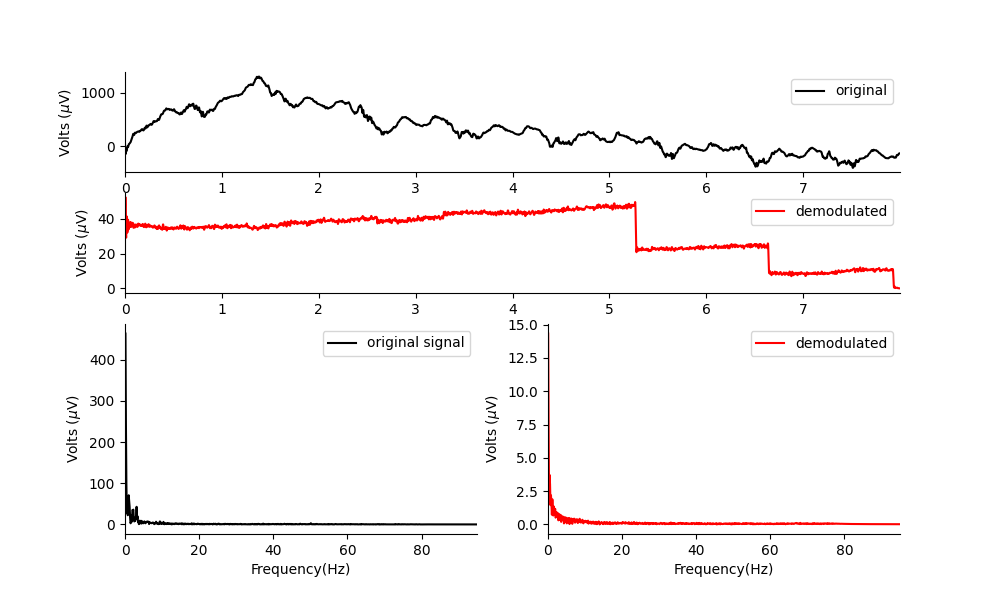 Volts (μV)
1000
0
original
0 1 2 3 4 5 6 7
Volts (μV)
40
20
0
demodulated
0 1 2 3 4 5 6 7
Volts (μV)
400
300
200
100
0
original signal
0 20 40 60 80
Frequency(Hz)
Volts (μV)
15.0
12.5
10.0
7.5
5.0
2.5
0.0
demodulated
0 20 40 60 80
Frequency(Hz)